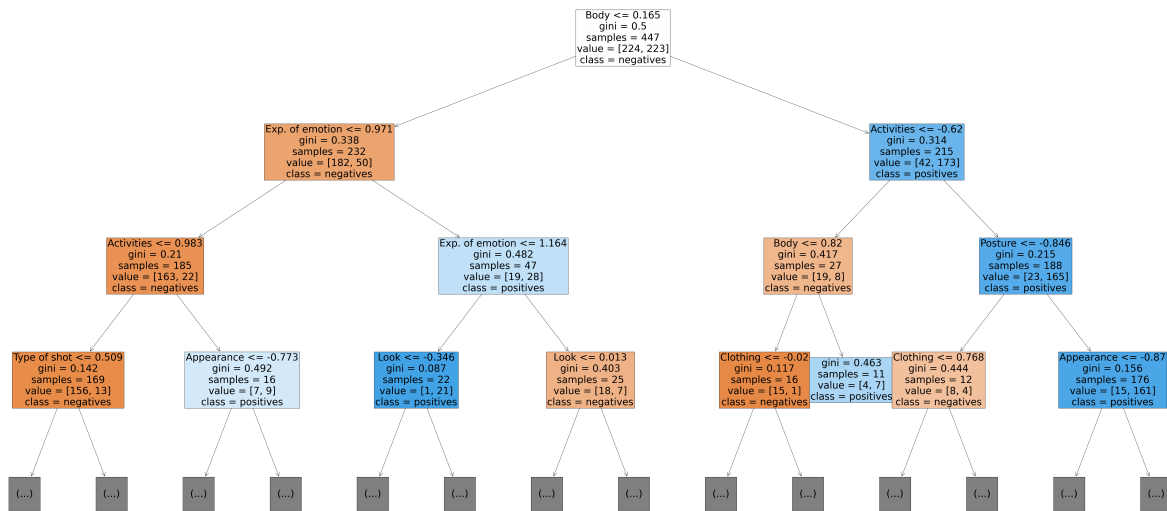 Body <= 0.165
gini = 0.5
samples = 447
value = [224, 223]
class = negatives
Exp. of emotion <= 0.971
gini = 0.338
samples = 232
value = [182, 50]
class = negatives
Activities <= -0.62
gini = 0.314
samples = 215
value = [42, 173]
class = positives
Activities <= 0.983
gini = 0.21
samples = 185
value = [163, 22]
class = negatives
Exp. of emotion <= 1.164
gini = 0.482
samples = 47
value = [19, 28]
class = positives
Body <= 0.82
gini = 0.417
samples = 27
value = [19, 8]
class = negatives
Posture <= -0.846
gini = 0.215
samples = 188
value = [23, 165]
class = positives
Type of shot <= 0.509
gini = 0.142
samples = 169
value = [156, 13]
class = negatives
Appearance <= -0.773
gini = 0.492
samples = 16
value = [7, 9]
class = positives
Look <= -0.346
gini = 0.087
samples = 22
value = [1, 21]
class = positives
Look <= 0.013
gini = 0.403
samples = 25
value = [18, 7]
class = negatives
Clothing <= -0.02
gini = 0.117
samples = 16
value = [15, 1]
class = negatives
gini = 0.463
samples = 11
value = [4, 7]
class = positives
Clothing <= 0.768
gini = 0.444
samples = 12
value = [8, 4]
class = negatives
Appearance <= -0.87
gini = 0.156
samples = 176
value = [15, 161]
class = positives
(...)
(...)
(...)
(...)
(...)
(...)
(...)
(...)
(...)
(...)
(...)
(...)
(...)
(...)